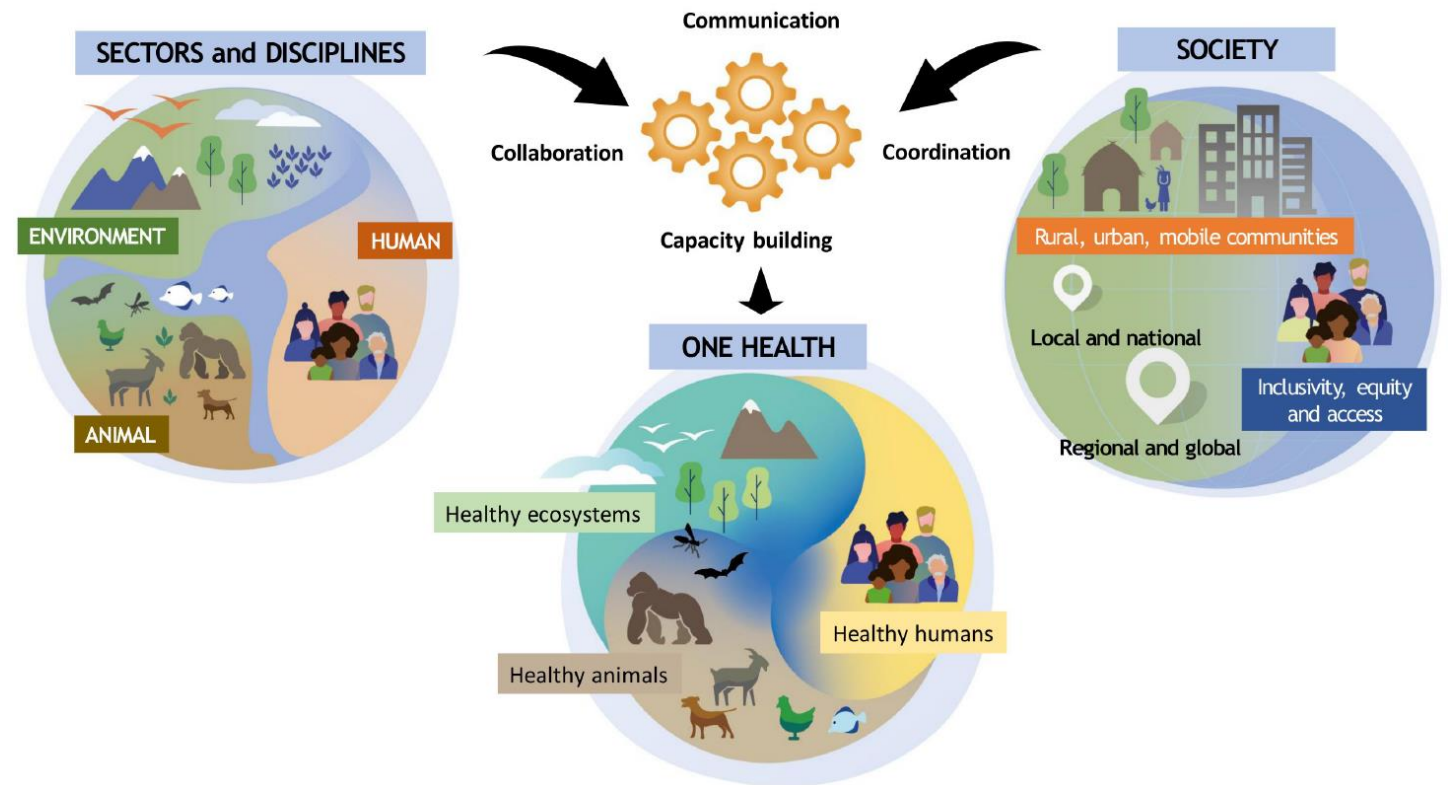 Communication
SECTORS and DISCIPLINES
SOCIETY
Collaboration
Coordination
Capacity building
ENVIRONMENT
HUMAN
ANIMAL
Rural, urban, mobile communities
Local and national
Regional and global
Inclusivity, equity
and access
ONE HEALTH
Healthy ecosystems
Healthy humans
Healthy animals